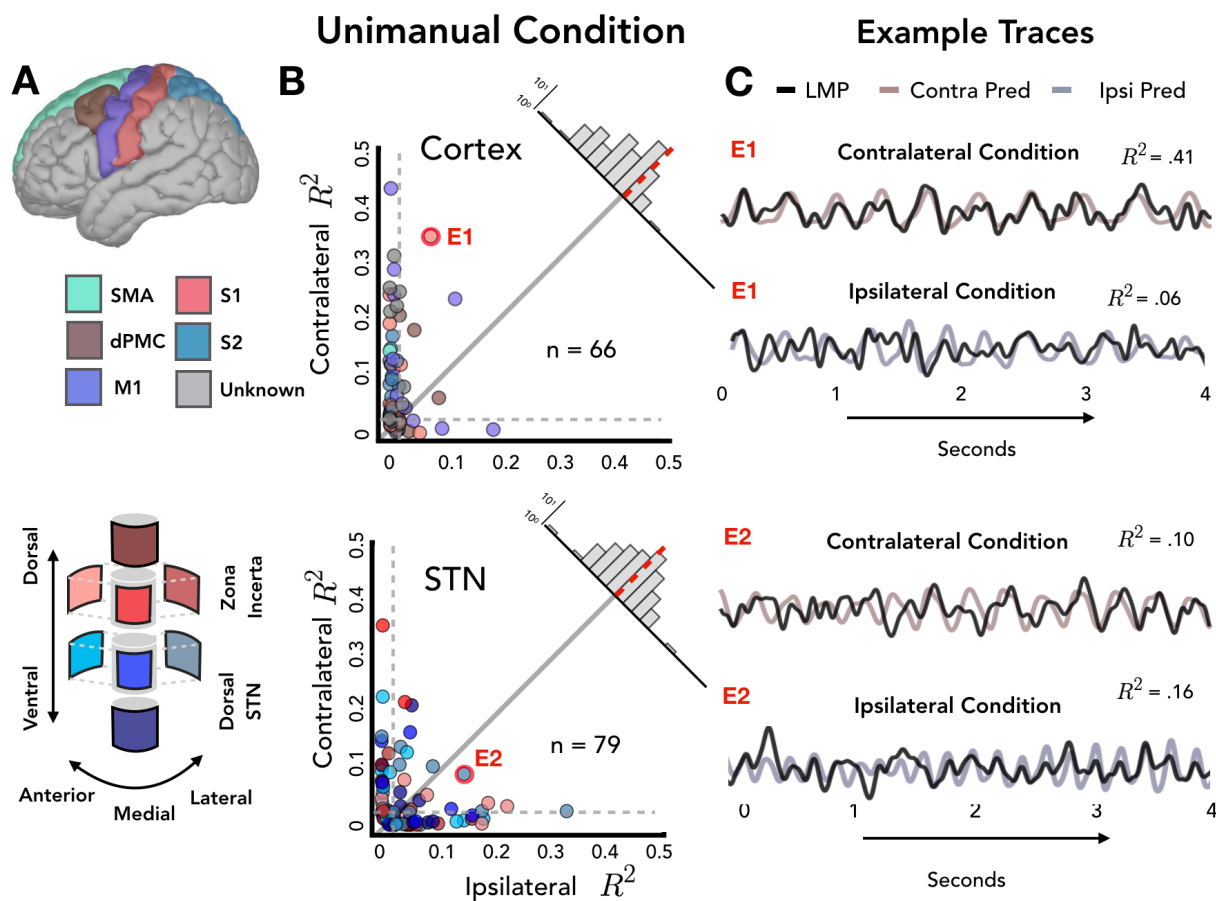 Unimanual Condition
Example Traces
A
SMA
S1
dPMC
S2
M1
Unknown
Dorsal
Ventral
Zona
Incerta
Dorsal
STN
Anterior
Medial
Lateral
B
Cortex
10¹
10⁰
Contralateral R²
0.5
0.4
0.3
0.2
0.1
0
E1
n = 66
0
0.1
0.2
0.3
0.4
0.5
STN
10¹
10⁰
Contralateral R²
0.5
0.4
0.3
0.2
0.1
0
E2
n = 79
0
0.1
0.2
0.3
0.4
0.5
Ipsilateral R²
C
LMP
Contra Pred
Ipsi Pred
E1
Contralateral Condition
R² = .41
E1
Ipsilateral Condition
R² = .06
0
1
2
3
4
Seconds
E2
Contralateral Condition
R² = .10
E2
Ipsilateral Condition
R² = .16
0
1
2
3
4
Seconds